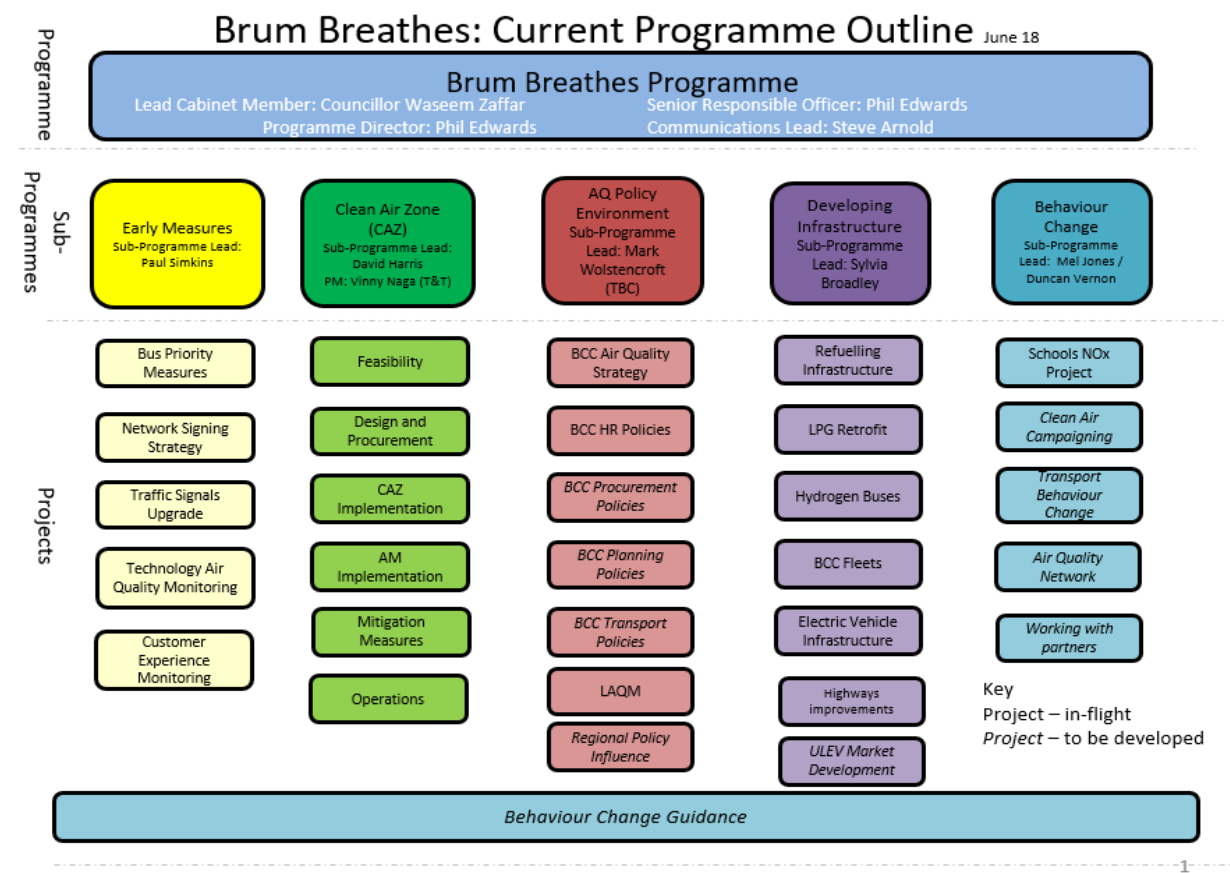 Brum Breathes: Current Programme Outline June 18
Programme
Brum Breathes Programme
Lead Cabinet Member: Councillor Waseem Zaffar
Senior Responsible Officer: Phil Edwards
Programme Director: Phil Edwards
Communications Lead: Steve Arnold
Sub-
Programmes
Early Measures
Sub-Programme Lead:
Paul Simkins
Clean Air Zone
(CAZ)
Sub-Programme Lead:
David Harris
PM: Vinny Naga (T&T)
AQ Policy
Environment
Sub-Programme
Lead: Mark
Wolstencroft
(TBC)
Developing
Infrastructure
Sub-Programme
Lead: Sylvia
Broadley
Behaviour
Change
Sub-Programme
Lead: Mel Jones /
Duncan Vernon
Projects
Bus Priority
Measures
Network Signing
Strategy
Traffic Signals
Upgrade
Technology Air
Quality Monitoring
Customer
Experience
Monitoring
Feasibility
Design and
Procurement
CAZ
Implementation
AM
Implementation
Mitigation
Measures
Operations
BCC Air Quality
Strategy
BCC HR Policies
BCC Procurement
Policies
BCC Planning
Policies
BCC Transport
Policies
LAQM
Regional Policy
Influence
Refuelling
Infrastructure
LPG Retrofit
Hydrogen Buses
BCC Fleets
Electric Vehicle
Infrastructure
Highways
improvements
ULEV Market
Development
Schools NOx
Project
Clean Air
Campaigning
Transport
Behaviour
Change
Air Quality
Network
Working with
partners
Key
Project – in-flight
Project – to be developed
Behaviour Change Guidance
1